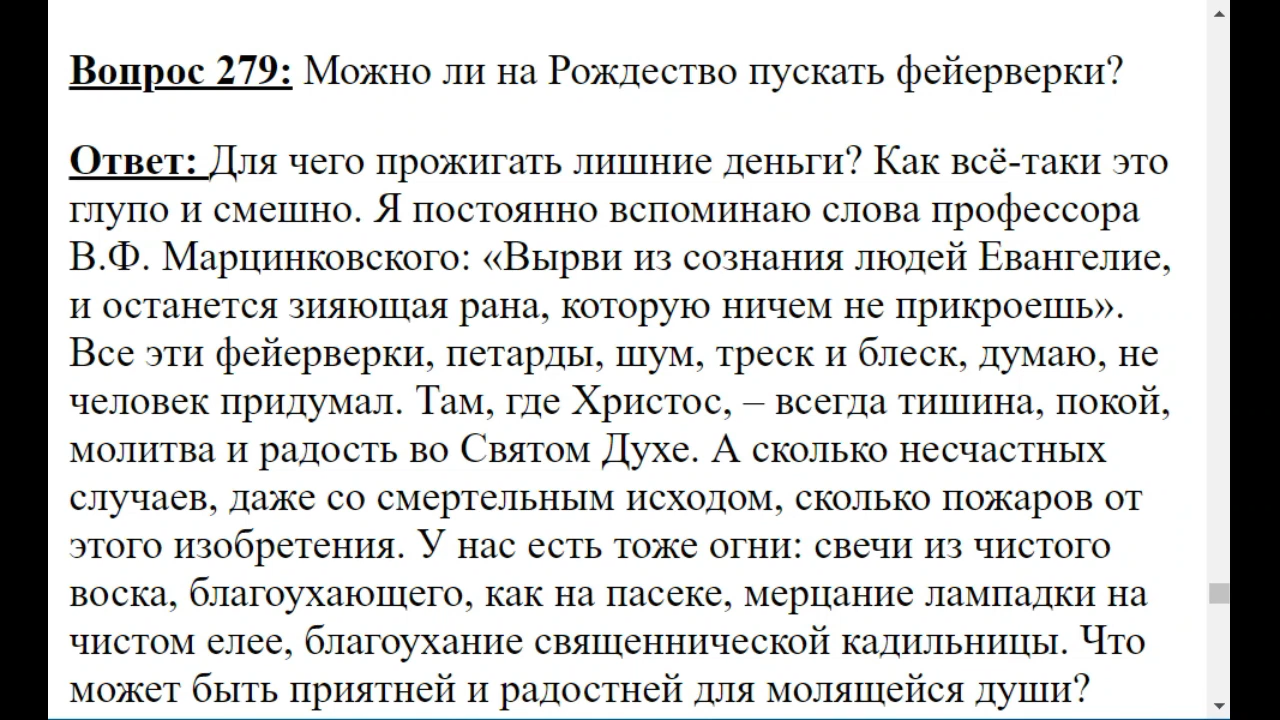 Вопрос 279: Можно ли на Рождество пускать фейерверки?
Ответ: Для чего прожигать лишние деньги? Как всё-таки это
глупо и смешно. Я постоянно вспоминаю слова профессора
В.Ф. Марцинковского: «Вырви из сознания людей Евангелие,
и останется зияющая рана, которую ничем не прикроешь».
Все эти фейерверки, петарды, шум, треск и блеск, думаю, не
человек придумал. Там, где Христос, – всегда тишина, покой,
молитва и радость во Святом Духе. А сколько несчастных
случаев, даже со смертельным исходом, сколько пожаров от
этого изобретения. У нас есть тоже огни: свечи из чистого
воска, благоухающего, как на пасеке, мерцание лампадки на
чистом елее, благоухание священнической кадильницы. Что
может быть приятней и радостней для молящейся души?